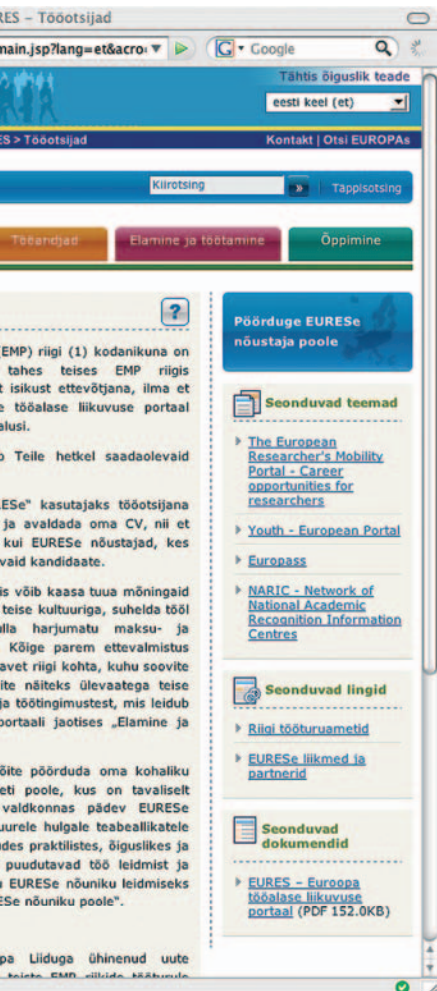 RES – Tööotsijad
main.jsp?lang=et&acro
Google
Tähtis õiguslik teade
eesti keel (et)
ES > Tööotsijad
Kontakt | Otsi EUROPAs
Kiirotsing
»
Täppisotsing
Tööandjad
Elamine ja töötamine
Õppimine
?
(EMP) riigi (1) kodanikuna on
tahes teises EMP riigis
t isikust ettevõtjana, ilma et
e tööalase liikuvuse portaal
alusi.
o Teile hetkel saadaolevaid
ESe" kasutajaks tööotsijana
ja avaldada oma CV, nii et
kui EURESe nõustajad, kes
vaid kandidaate.
is võib kaasa tuua mõningaid
teise kultuuriga, suhelda tööl
lla harjumatu maksu- ja
Kõige parem ettevalmistus
avet riigi kohta, kuhu soovite
ite näiteks ülevaatega teise
ja töötingimustest, mis leidub
portaali jaotises „Elamine ja
õite pöörduda oma kohaliku
eti poole, kus on tavaliselt
valdkonnas pädev EURESe
uurele hulgale teabeallikatele
udes praktilistes, õiguslikes ja
puudutavad töö leidmist ja
u EURESe nõuniku leidmiseks
ESe nõuniku poole".
pa Liiduga ühinenud uute
teiste EMP riikide tööturule
Pöörduge EURESe
nõustaja poole
Seonduvad teemad
The European
Researcher's Mobility
Portal - Career
opportunities for
researchers
Youth - European Portal
Europass
NARIC - Network of
National Academic
Recognition Information
Centres
Seonduvad lingid
Riigi tööturuametid
EURESe liikmed ja
partnerid
Seonduvad
dokumendid
EURES – Euroopa
tööalase liikuvuse
portaal (PDF 152.0KB)